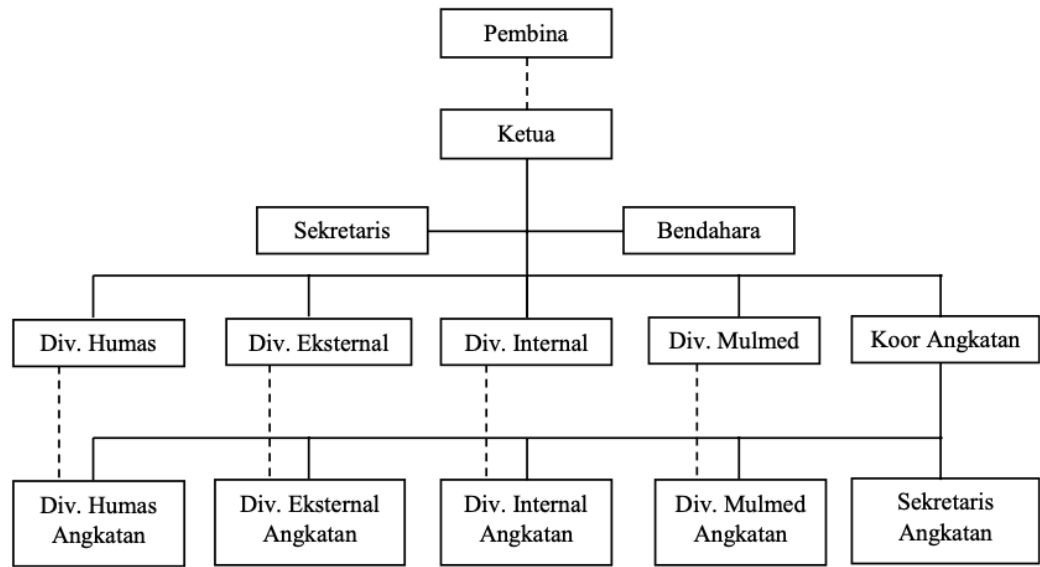 Pembina
Ketua
Sekretaris
Bendahara
Div. Humas
Div. Eksternal
Div. Internal
Div. Mulmed
Koor Angkatan
Div. Humas
Angkatan
Div. Eksternal
Angkatan
Div. Internal
Angkatan
Div. Mulmed
Angkatan
Sekretaris
Angkatan